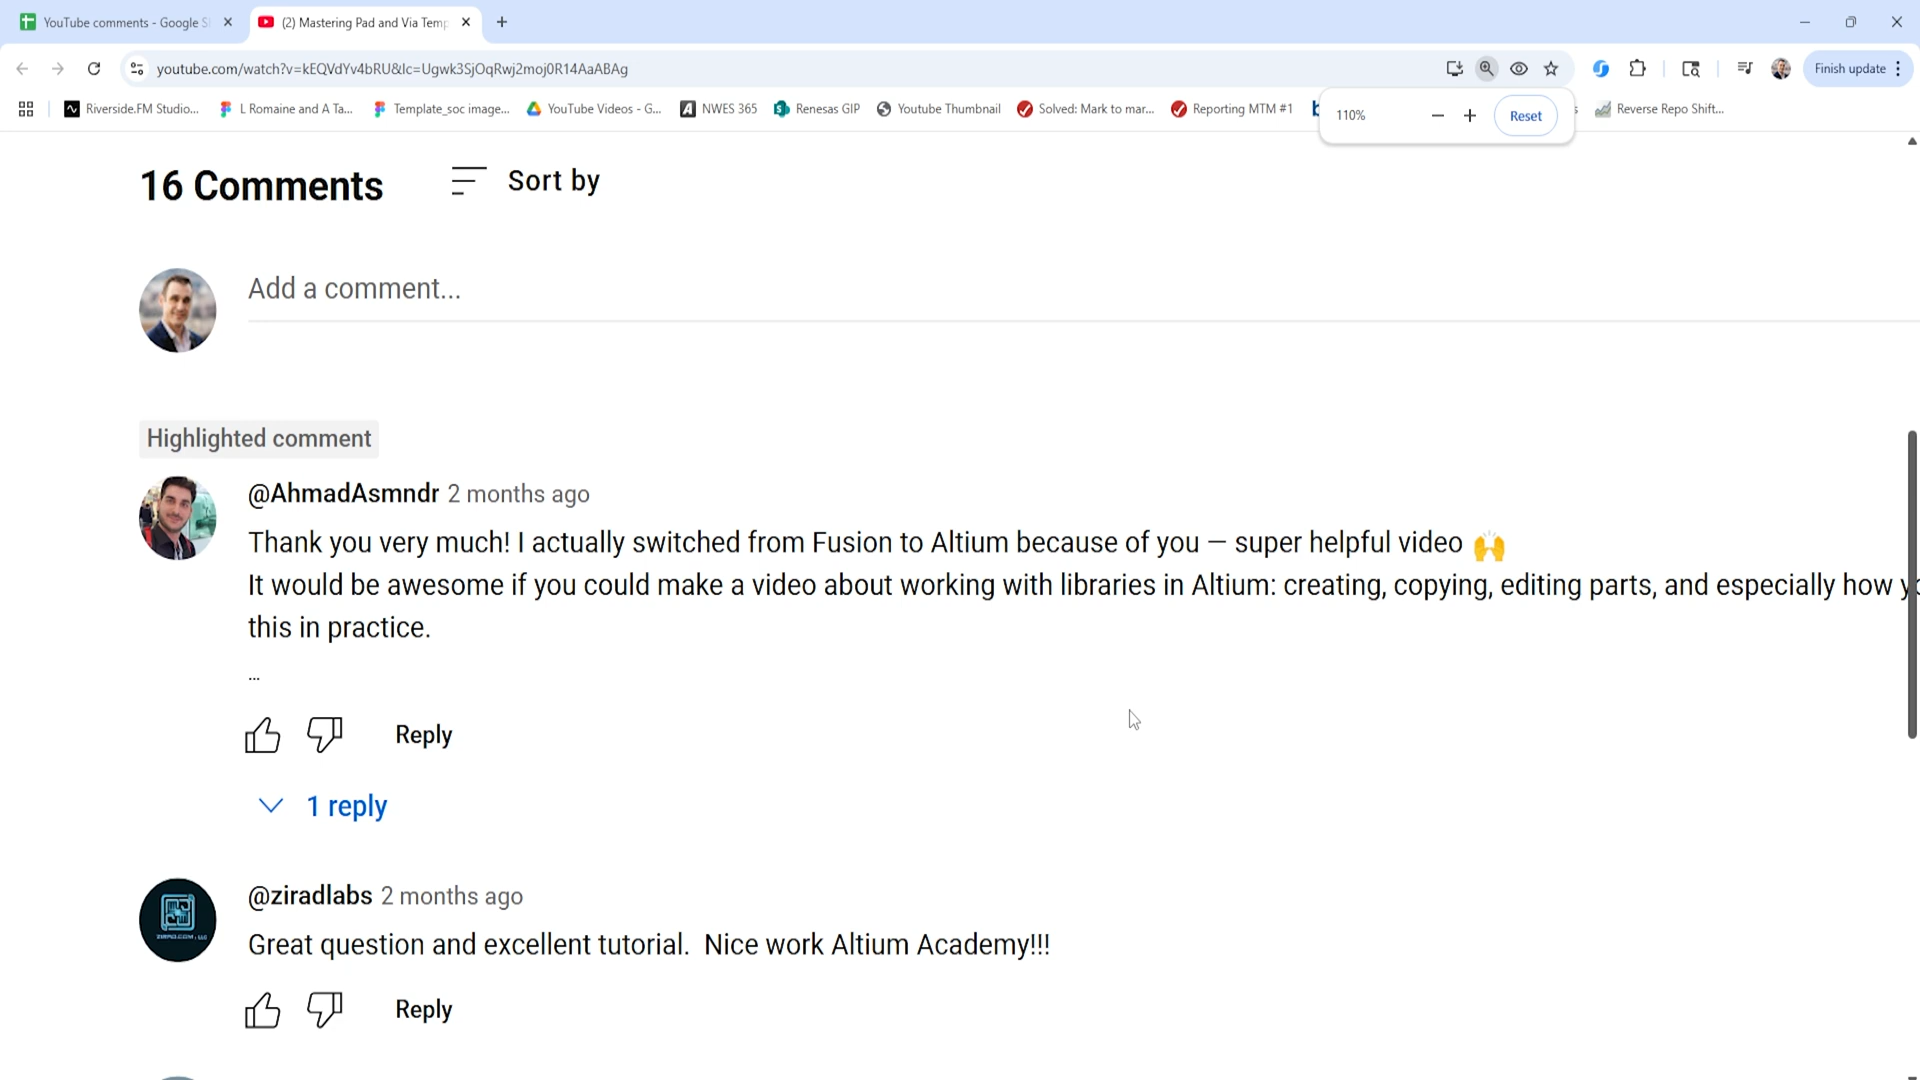 YouTube comments - Google S
(2) Mastering Pad and Via Temp
youtube.com/watch?v=kEQVdYv4bRU&lc=Ugwk3SjOqRwj2moj0R14AaABAg
Finish update
Riverside.FM Studio...
L Romaine and A Ta...
Template_soc image...
YouTube Videos - G...
NWES 365
Renesas GIP
Youtube Thumbnail
Solved: Mark to mar...
Reporting MTM #1
Reverse Repo Shift...
110%
Reset
16 Comments
Sort by
Add a comment...
Highlighted comment
@AhmadAsmndr 2 months ago
Thank you very much! I actually switched from Fusion to Altium because of you — super helpful video 🙌
It would be awesome if you could make a video about working with libraries in Altium: creating, copying, editing parts, and especially how
this in practice.
...
Reply
1 reply
@ziradlabs 2 months ago
Great question and excellent tutorial.  Nice work Altium Academy!!!
Reply